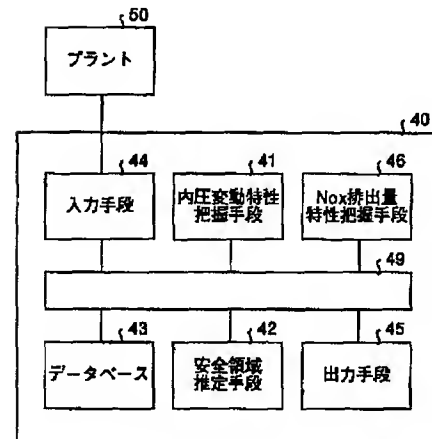 50
プラント
40
44
入力手段
41
内圧変動特性
把握手段
46
Nox排出量
特性把握手段
49
43
データベース
42
安全領域
推定手段
45
出力手段